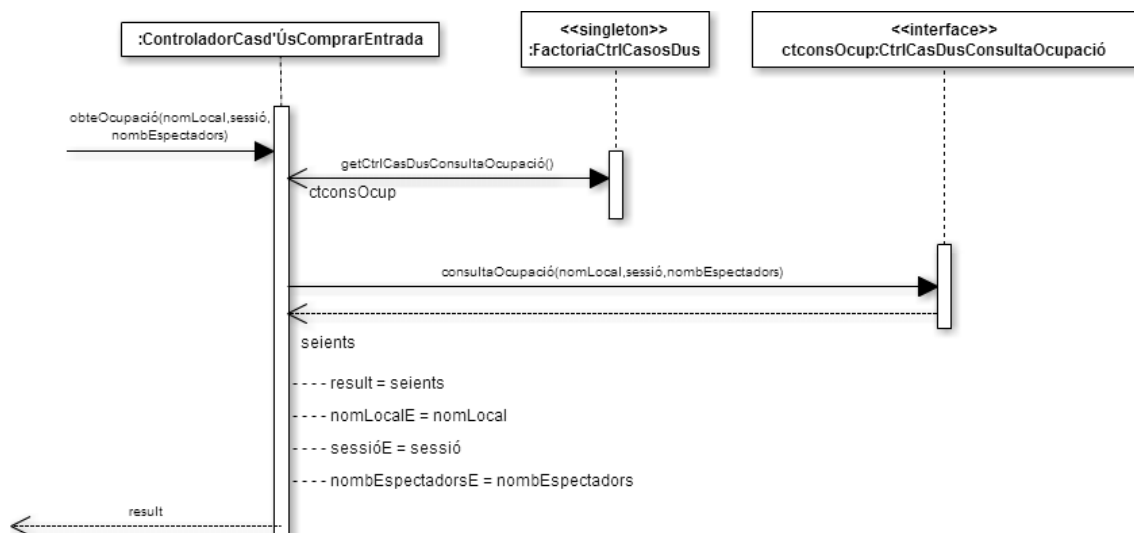 :ControladorCasd'ÚsComprarEntrada
<<singleton>>
:FactoriaCtrlCasosDus
<<interface>>
ctconsOcup:CtrlCasDusConsultaOcupació
obteOcupació(nomLocal,sessió,
nombEspectadors)
getCtrlCasDusConsultaOcupació()
ctconsOcup
consultaOcupació(nomLocal,sessió,nombEspectadors)
seients
result = seients
nomLocalE = nomLocal
sessióE = sessió
nombEspectadorsE = nombEspectadors
result